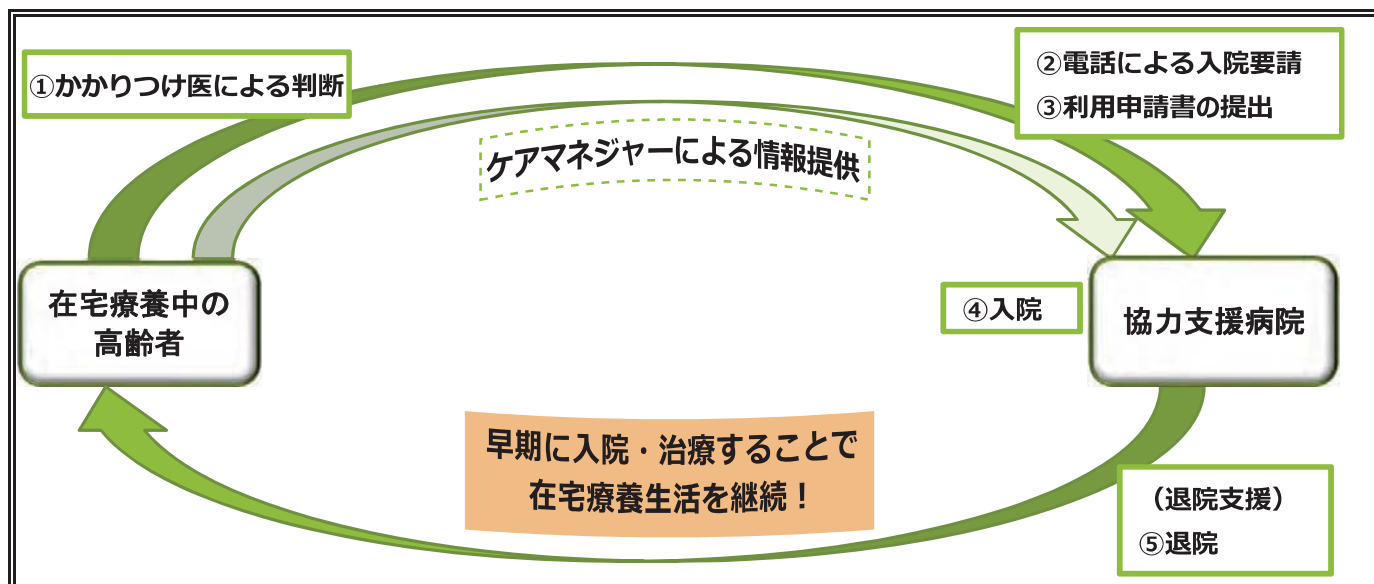 ①かかりつけ医による判断
②電話による入院要請
③利用申請書の提出
ケアマネジャーによる情報提供
在宅療養中の
高齢者
④入院
協力支援病院
早期に入院・治療することで
在宅療養生活を継続！
（退院支援）
⑤退院